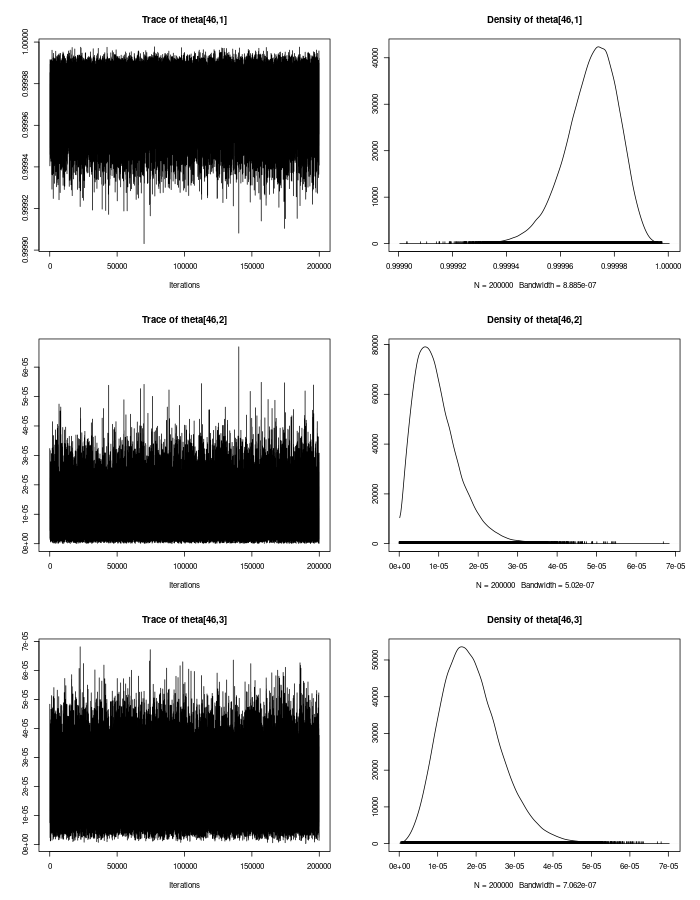 Trace of theta[46,1]
0.99990 0.99992 0.99994 0.99996 0.99998 1.00000
0 50000 100000 150000 200000
Iterations
Density of theta[46,1]
0 10000 20000 30000 40000
0.99990 0.99992 0.99994 0.99996 0.99998 1.00000
N = 200000 Bandwidth = 8.885e-07
Trace of theta[46,2]
0e+00 1e-05 2e-05 3e-05 4e-05 5e-05 6e-05
0 50000 100000 150000 200000
Iterations
Density of theta[46,2]
0 20000 40000 60000 80000
0e+00 1e-05 2e-05 3e-05 4e-05 5e-05 6e-05 7e-05
N = 200000 Bandwidth = 5.02e-07
Trace of theta[46,3]
0e+00 1e-05 2e-05 3e-05 4e-05 5e-05 6e-05 7e-05
0 50000 100000 150000 200000
Iterations
Density of theta[46,3]
0 10000 20000 30000 40000 50000
0e+00 1e-05 2e-05 3e-05 4e-05 5e-05 6e-05 7e-05
N = 200000 Bandwidth = 7.062e-07